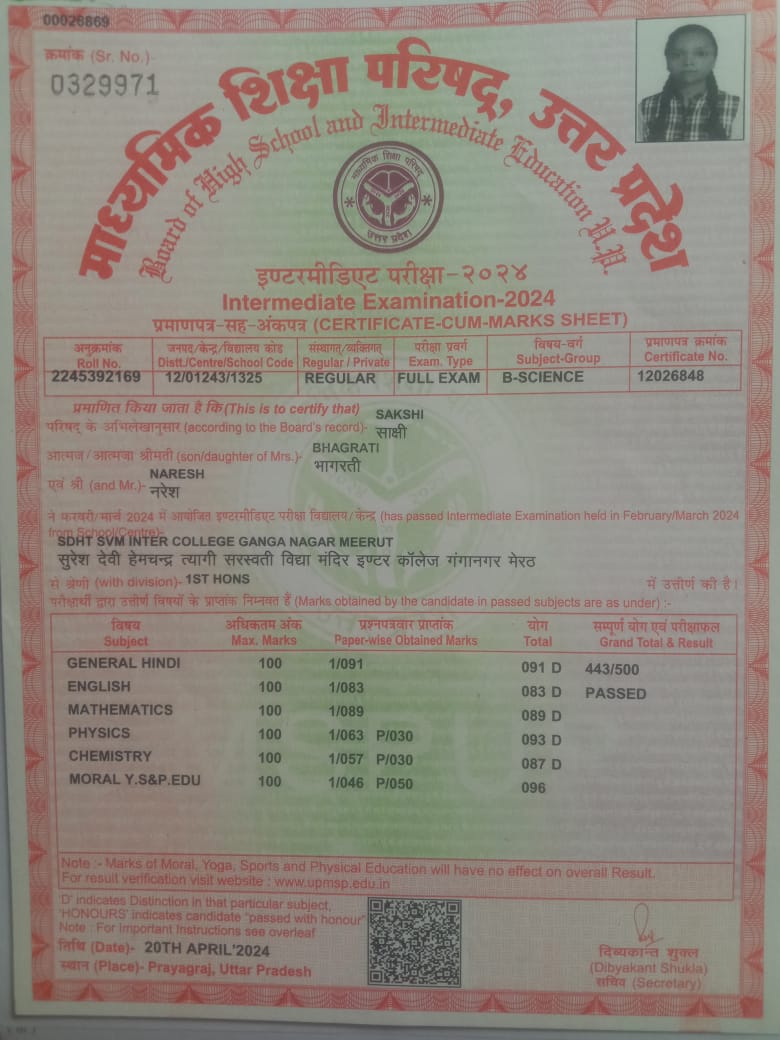 00026869
क्रमांक (Sr. No.)-
0329971
माध्यमिक शिक्षा परिषद्, उत्तर प्रदेश
Board of High School and Intermediate Education U.P.
माध्यमिक शिक्षा परिषद्
उत्तर प्रदेश
इण्टरमीडिएट परीक्षा-२०२४
Intermediate Examination-2024
प्रमाणपत्र-सह-अंकपत्र (CERTIFICATE-CUM-MARKS SHEET)
अनुक्रमांक जनपद/केन्द्र/विद्यालय कोड संस्थागत/व्यक्तिगत परीक्षा प्रवर्ग विषय-वर्ग प्रमाणपत्र क्रमांक
Roll No. Distt./Centre/School Code Regular / Private Exam. Type Subject-Group Certificate No.
2245392169 12/01243/1325 REGULAR FULL EXAM B-SCIENCE 12026848
प्रमाणित किया जाता है कि (This is to certify that) SAKSHI
परिषद् के अभिलेखानुसार (according to the Board's record)- साक्षी
आत्मज/आत्मजा श्रीमती (son/daughter of Mrs.)- BHAGRATI
भागरती
एवं श्री (and Mr.)- NARESH
नरेश
ने फरवरी/मार्च 2024 में आयोजित इण्टरमीडिएट परीक्षा विद्यालय/केन्द्र (has passed Intermediate Examination held in February/March 2024
from School/Centre)-
SDHT SVM INTER COLLEGE GANGA NAGAR MEERUT
सुरेश देवी हेमचन्द्र त्यागी सरस्वती विद्या मंदिर इण्टर कॉलेज गंगानगर मेरठ
में श्रेणी (with division)- 1ST HONS में उत्तीर्ण की है।
परीक्षार्थी द्वारा उत्तीर्ण विषयों के प्राप्तांक निम्नवत हैं (Marks obtained by the candidate in passed subjects are as under) :-
विषय अधिकतम अंक प्रश्नपत्रवार प्राप्तांक योग सम्पूर्ण योग एवं परीक्षाफल
Subject Max. Marks Paper-wise Obtained Marks Total Grand Total & Result
GENERAL HINDI 100 1/091 091 D 443/500
ENGLISH 100 1/083 083 D PASSED
MATHEMATICS 100 1/089 089 D
PHYSICS 100 1/063 P/030 093 D
CHEMISTRY 100 1/057 P/030 087 D
MORAL Y.S&P.EDU 100 1/046 P/050 096
Note :- Marks of Moral, Yoga, Sports and Physical Education will have no effect on overall Result.
For result verification visit website : www.upmsp.edu.in
'D' indicates Distinction in that particular subject,
'HONOURS' indicates candidate "passed with honour"
Note : For Important Instructions see overleaf
तिथि (Date)- 20TH APRIL'2024
स्थान (Place)- Prayagraj, Uttar Pradesh
दिव्यकान्त शुक्ल
(Dibyakant Shukla)
सचिव (Secretary)